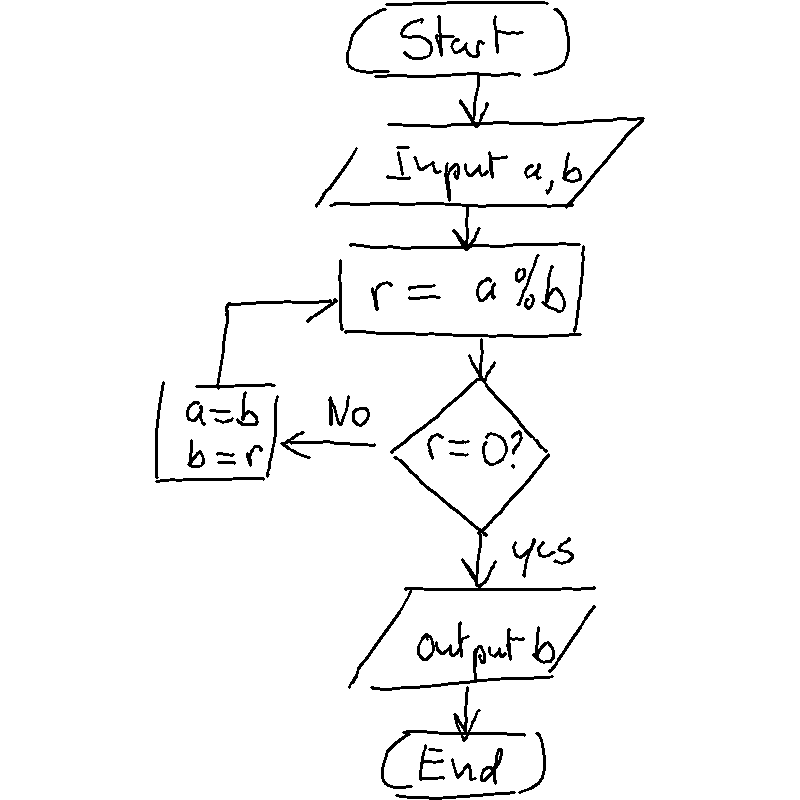 Start
Input a, b
r = a % b
r = 0?
No
a = b
b = r
yes
Output b
End